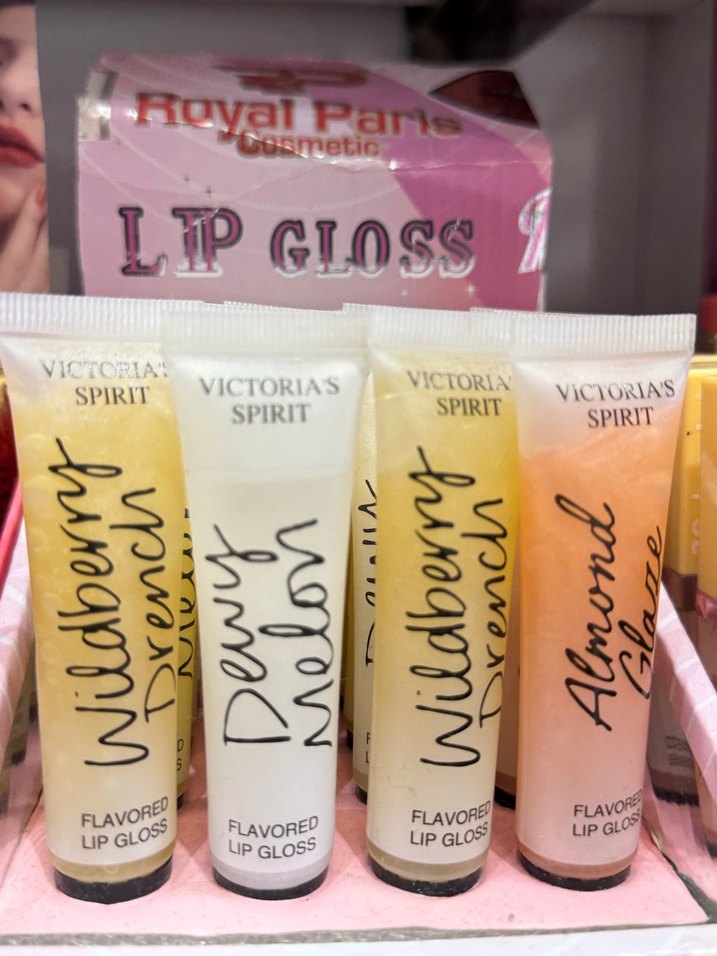 Royal Paris
Cosmetic
LIP GLOSS
VICTORIA'S
SPIRIT
Wildberry
Drench
FLAVORED
LIP GLOSS
VICTORIA'S
SPIRIT
Dewy
Melon
FLAVORED
LIP GLOSS
VICTORIA'
SPIRIT
Wildberry
Drench
FLAVORED
LIP GLOSS
VICTORIA'S
SPIRIT
Almond
Glaze
FLAVORED
LIP GLOSS